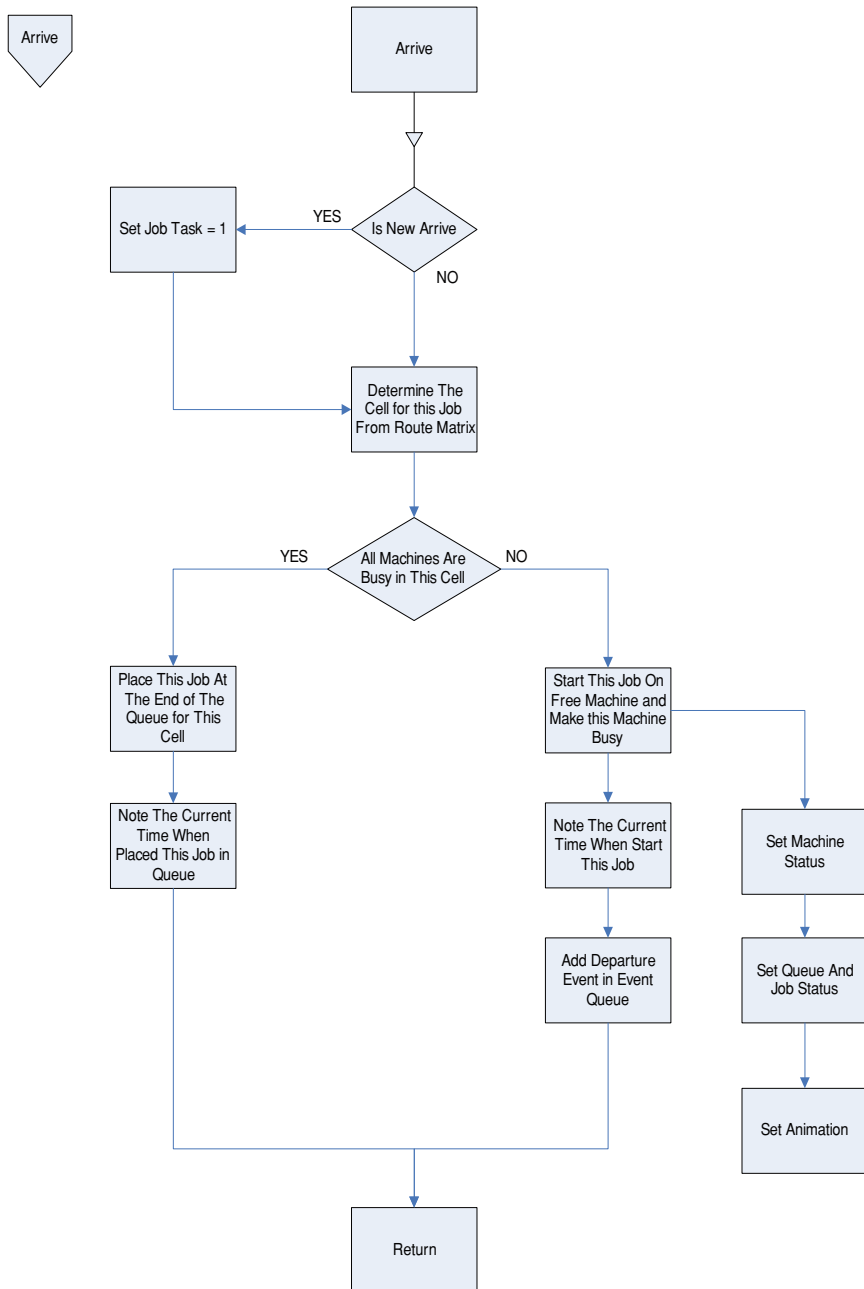 Arrive
Arrive
Is New Arrive
YES
Set Job Task = 1
NO
Determine The
Cell for this Job
From Route Matrix
All Machines Are
Busy in This Cell
YES
NO
Place This Job At
The End of The
Queue for This
Cell
Note The Current
Time When
Placed This Job in
Queue
Start This Job On
Free Machine and
Make this Machine
Busy
Note The Current
Time When Start
This Job
Add Departure
Event in Event
Queue
Set Machine
Status
Set Queue And
Job Status
Set Animation
Return